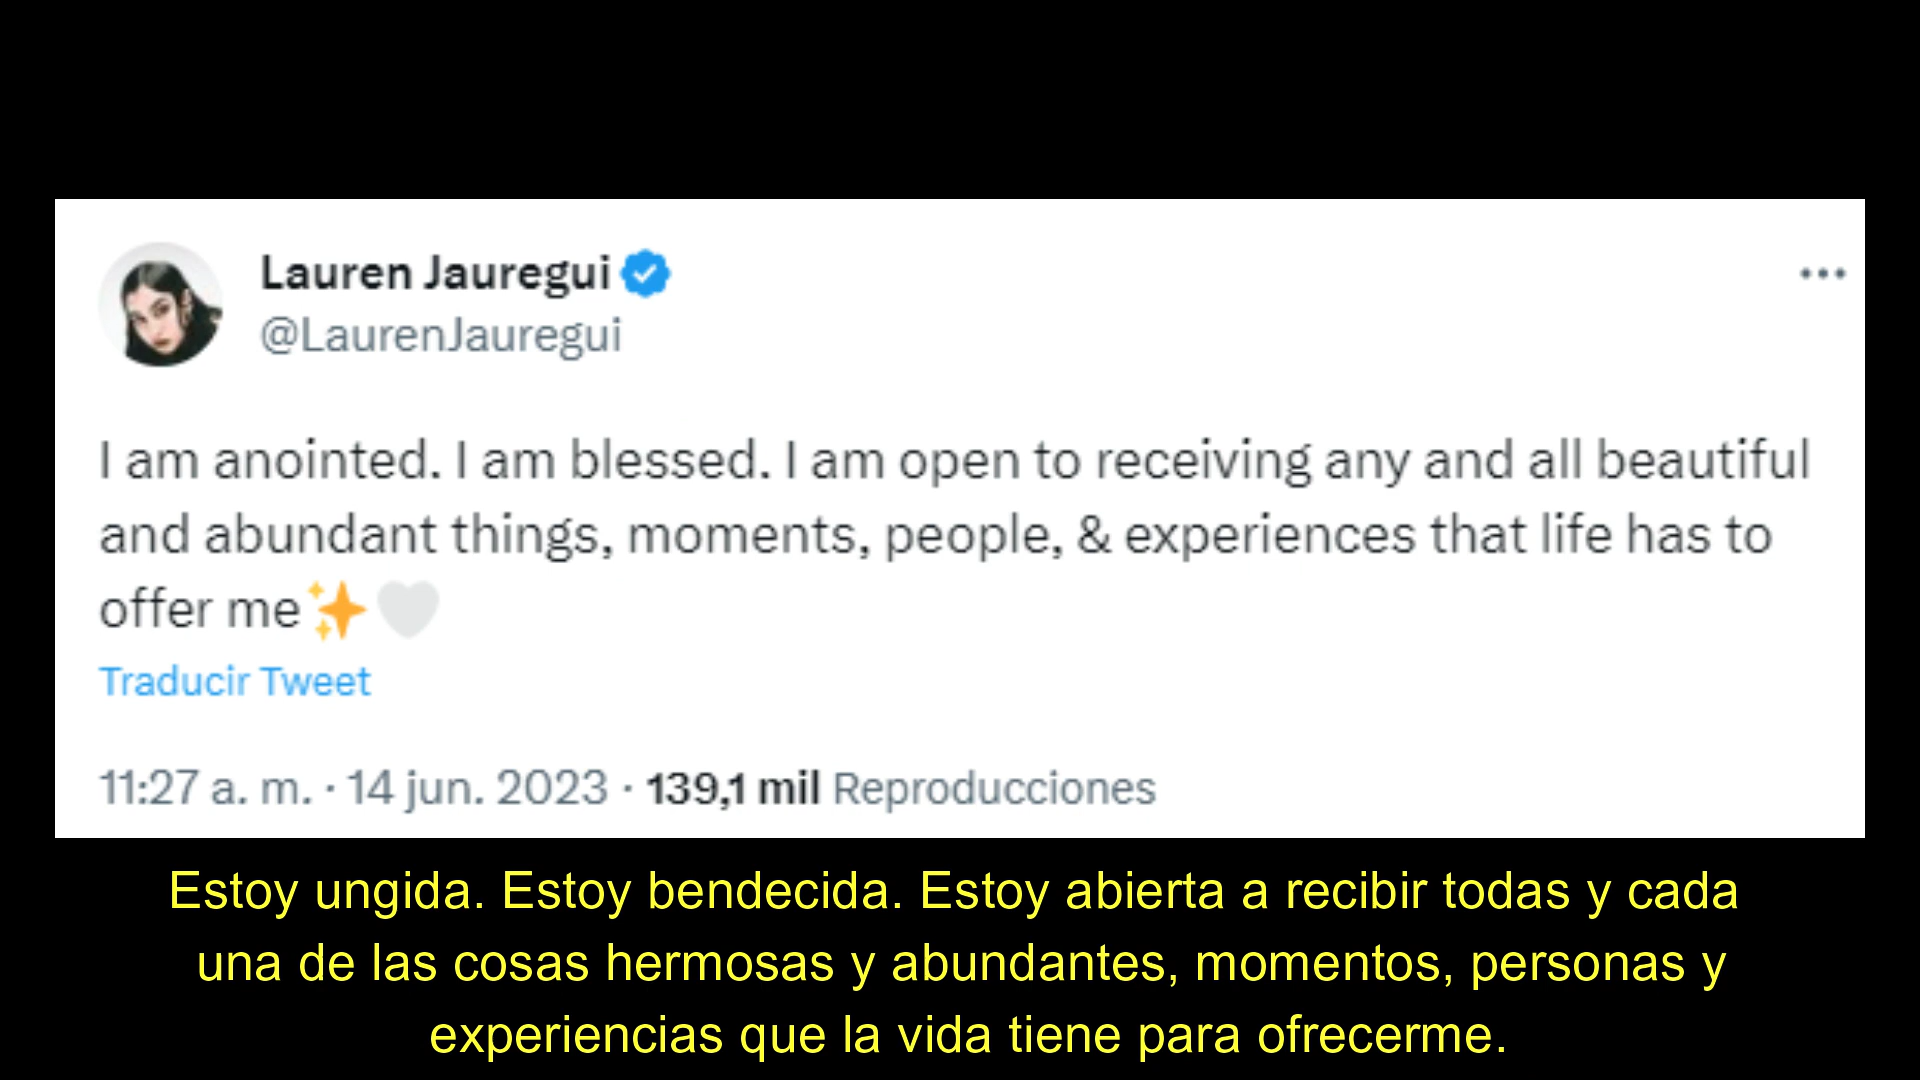 Lauren Jauregui
@LaurenJauregui
I am anointed. I am blessed. I am open to receiving any and all beautiful
and abundant things, moments, people, & experiences that life has to
offer me✨🤍
Traducir Tweet
11:27 a. m. · 14 jun. 2023 · 139,1 mil Reproducciones
Estoy ungida. Estoy bendecida. Estoy abierta a recibir todas y cada
una de las cosas hermosas y abundantes, momentos, personas y
experiencias que la vida tiene para ofrecerme.